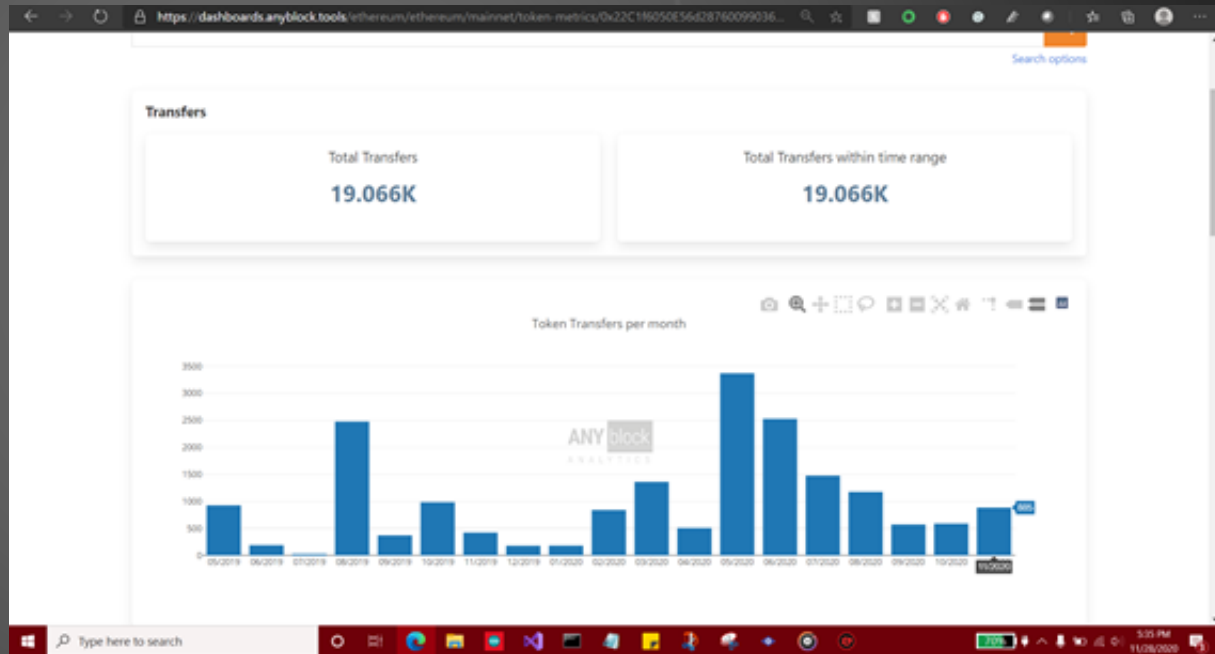 https://dashboards.anyblock.tools/ethereum/ethereum/mainnet/token-metrics/0x22C1f6050E56d28760099036...
Search options
Transfers
Total Transfers
Total Transfers within time range
19.066K
19.066K
Token Transfers per month
3500
3000
2500
2000
1500
1000
500
0
ANY block
ANALYTICS
885
05/2019 06/2019 07/2019 08/2019 09/2019 10/2019 11/2019 12/2019 01/2020 02/2020 03/2020 04/2020 05/2020 06/2020 07/2020 08/2020 09/2020 10/2020 11/2020
Type here to search
70%
5:35 PM
11/28/2020